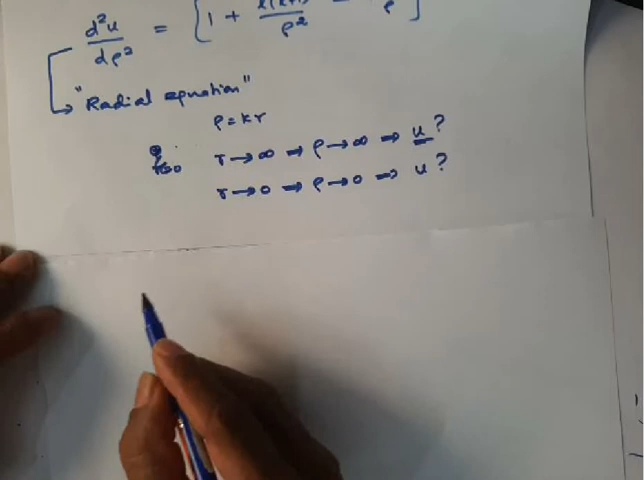 d²u/dρ² = [1 + l(l+1)/ρ² - /ρ]
"Radial equation"
ρ = kr
r → ∞ ⇒ ρ → ∞ ⇒ u?
r → 0 ⇒ ρ → 0 ⇒ u?